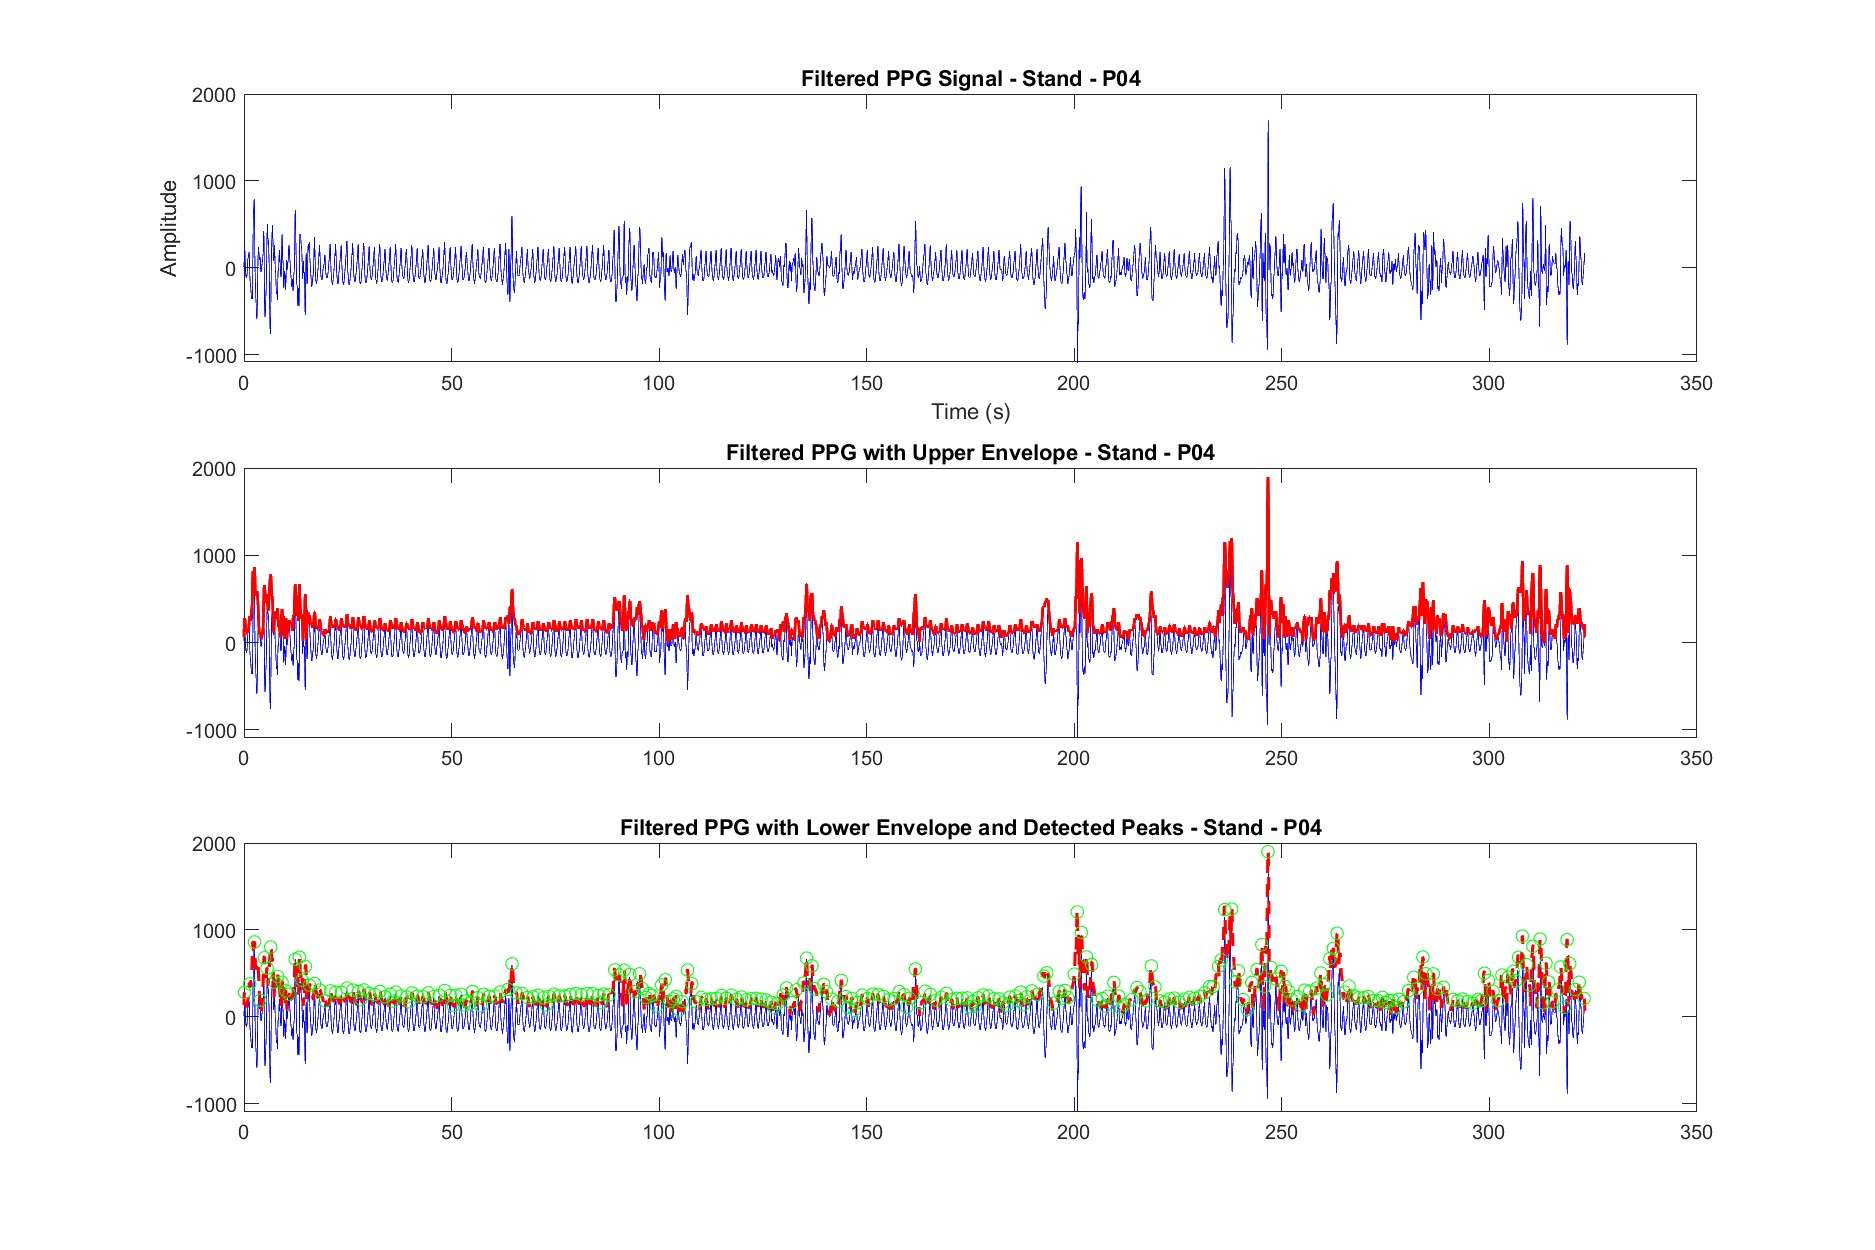 Filtered PPG Signal - Stand - P04
2000
1000
0
-1000
Amplitude
0 50 100 150 200 250 300 350
Time (s)
Filtered PPG with Upper Envelope - Stand - P04
2000
1000
0
-1000
0 50 100 150 200 250 300 350
Filtered PPG with Lower Envelope and Detected Peaks - Stand - P04
2000
1000
0
-1000
0 50 100 150 200 250 300 350